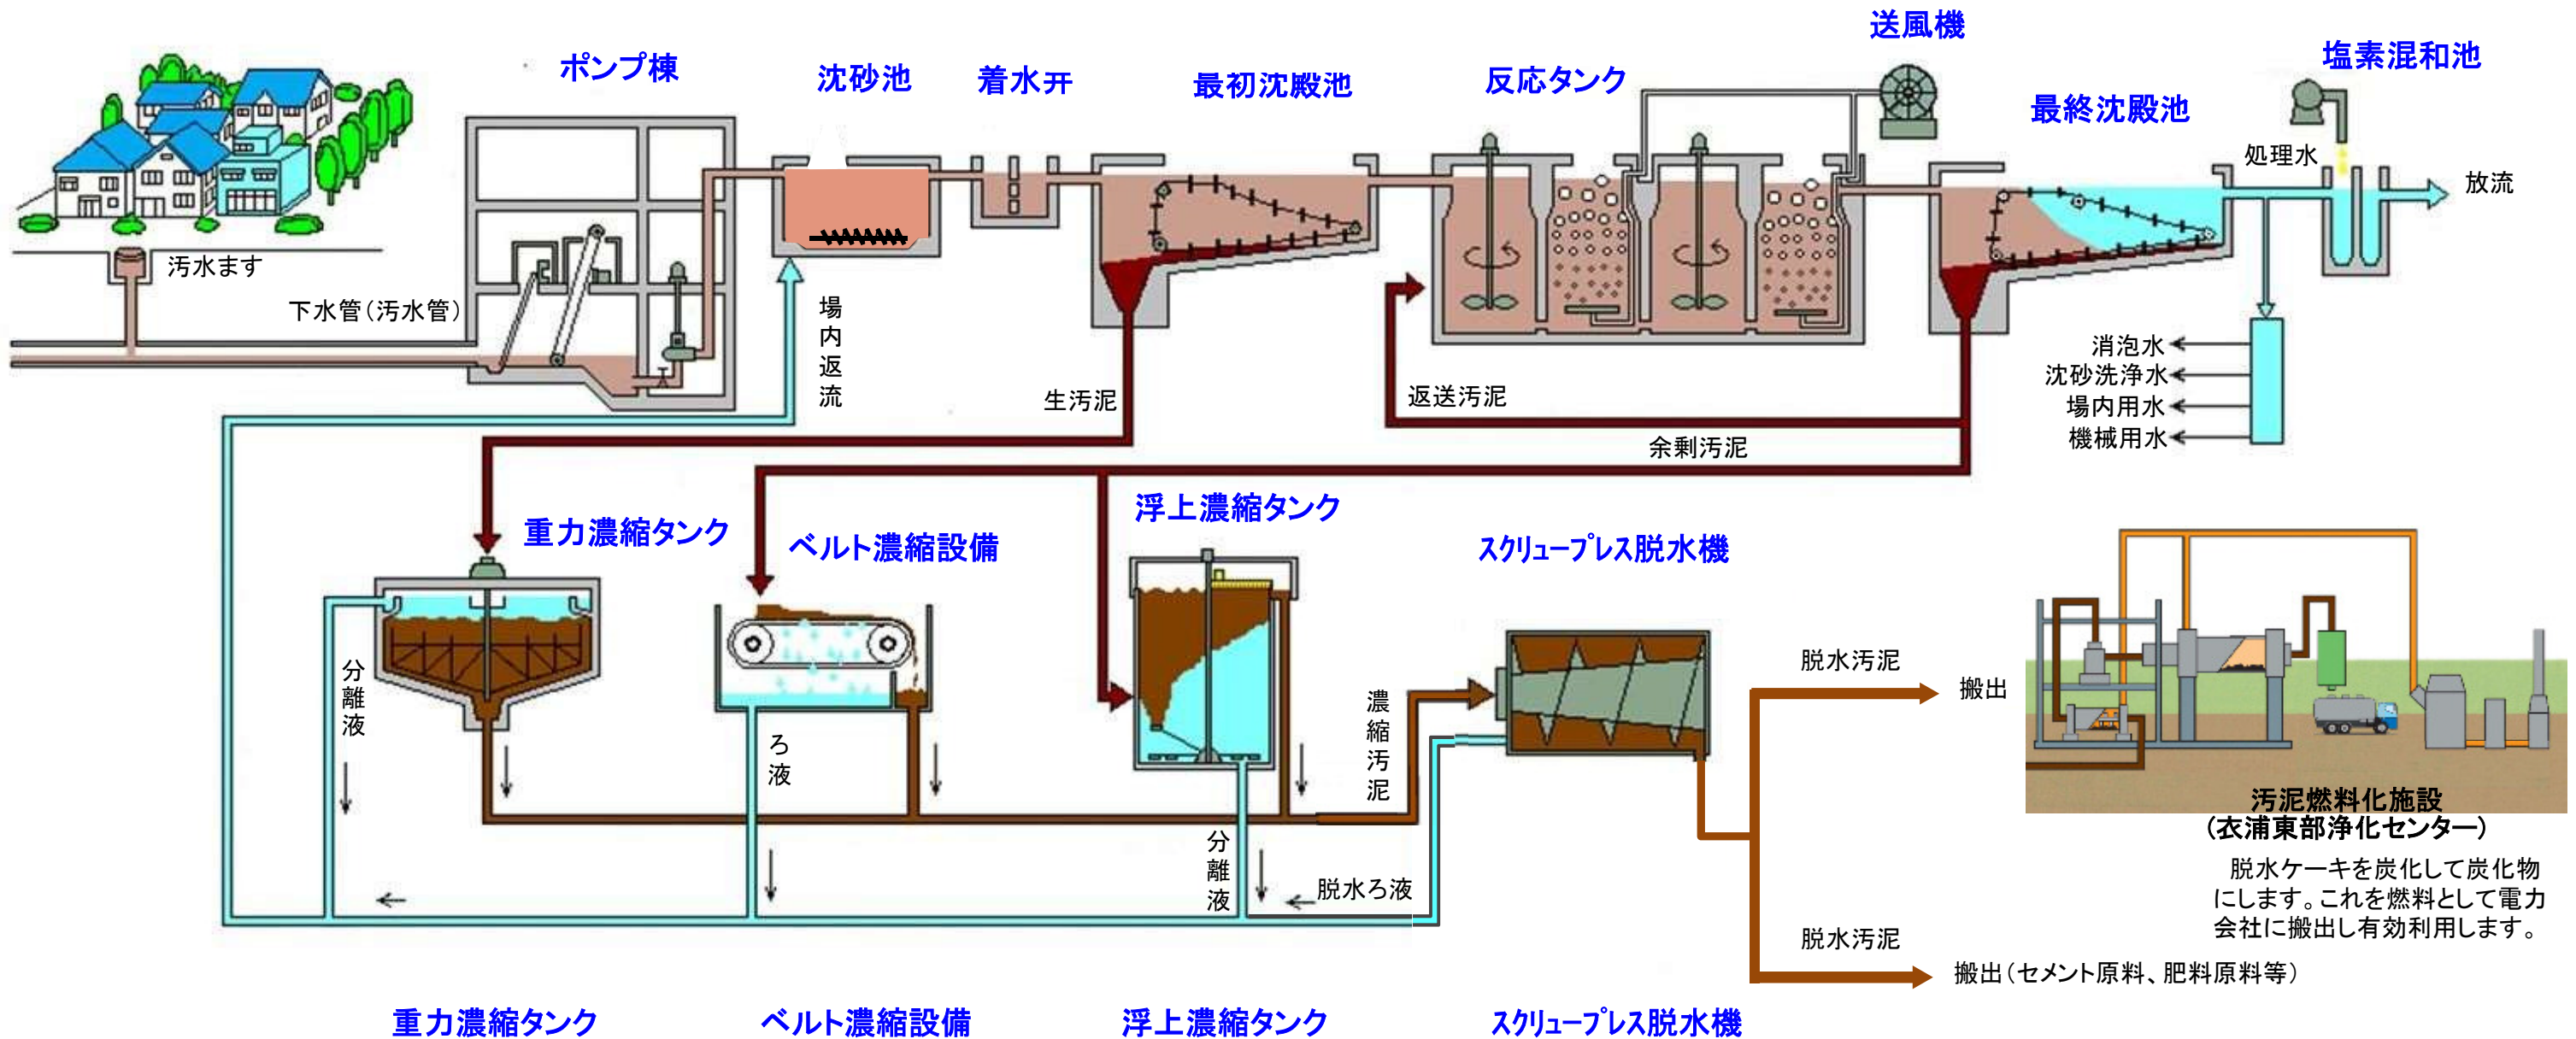 送風機
ポンプ棟
沈砂池
着水井
最初沈殿池
反応タンク
最終沈殿池
塩素混和池
処理水
放流
汚水ます
下水管(汚水管)
場内返流
生汚泥
返送汚泥
余剰汚泥
消泡水
沈砂洗浄水
場内用水
機械用水
重力濃縮タンク
ベルト濃縮設備
浮上濃縮タンク
スクリュープレス脱水機
分離液
ろ液
分離液
濃縮汚泥
脱水ろ液
脱水汚泥
搬出
汚泥燃料化施設
(衣浦東部浄化センター)
脱水ケーキを炭化して炭化物
にします。これを燃料として電力
会社に搬出し有効利用します。
脱水汚泥
搬出(セメント原料、肥料原料等)
重力濃縮タンク
ベルト濃縮設備
浮上濃縮タンク
スクリュープレス脱水機